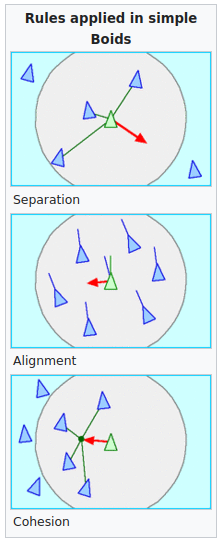 Rules applied in simple
Boids
Separation
Alignment
Cohesion